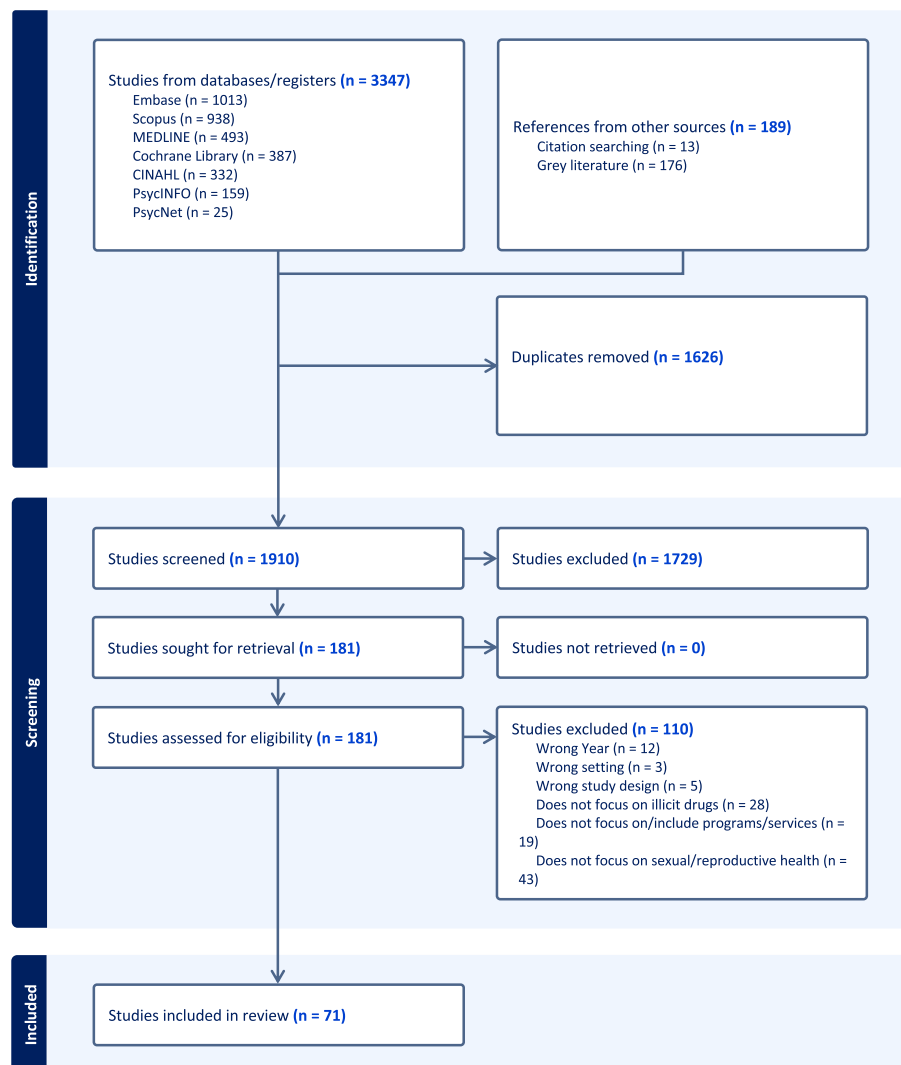 Identification
Studies from databases/registers (n = 3347)
Embase (n = 1013)
Scopus (n = 938)
MEDLINE (n = 493)
Cochrane Library (n = 387)
CINAHL (n = 332)
PsycINFO (n = 159)
PsycNet (n = 25)
References from other sources (n = 189)
Citation searching (n = 13)
Grey literature (n = 176)
Duplicates removed (n = 1626)
Screening
Studies screened (n = 1910)
Studies excluded (n = 1729)
Studies sought for retrieval (n = 181)
Studies not retrieved (n = 0)
Studies assessed for eligibility (n = 181)
Studies excluded (n = 110)
Wrong Year (n = 12)
Wrong setting (n = 3)
Wrong study design (n = 5)
Does not focus on illicit drugs (n = 28)
Does not focus on/include programs/services (n =
19)
Does not focus on sexual/reproductive health (n =
43)
Included
Studies included in review (n = 71)